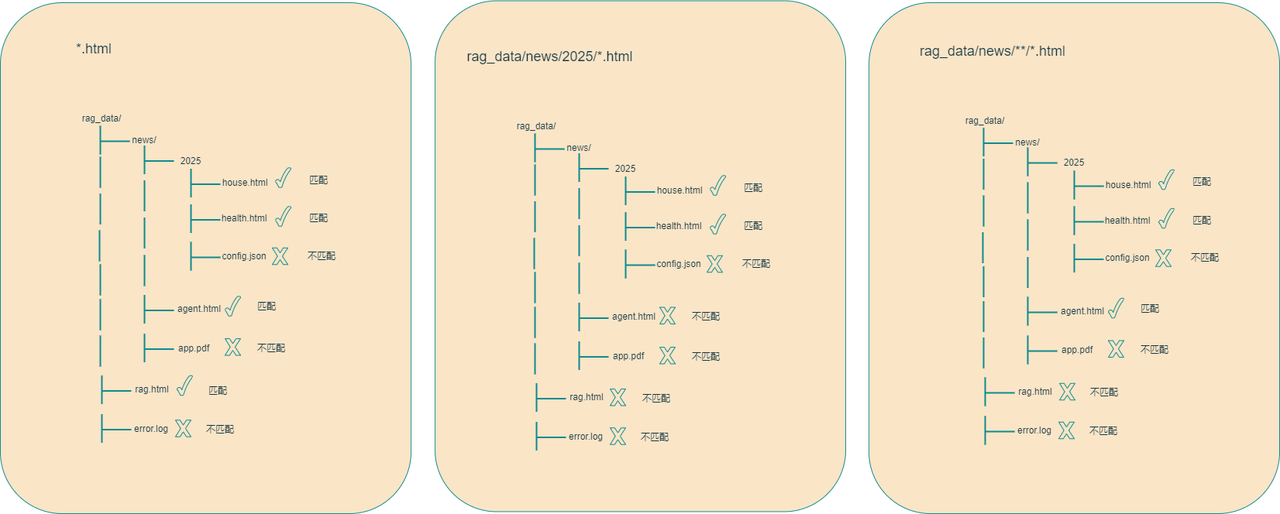 *.html
rag_data/
news/
2025
house.html 匹配
health.html 匹配
config.json 不匹配
agent.html 匹配
app.pdf 不匹配
rag.html 匹配
error.log 不匹配
rag_data/news/2025/*.html
rag_data/
news/
2025
house.html 匹配
health.html 匹配
config.json 不匹配
agent.html 不匹配
app.pdf 不匹配
rag.html 不匹配
error.log 不匹配
rag_data/news/**/*.html
rag_data/
news/
2025
house.html 匹配
health.html 匹配
config.json 不匹配
agent.html 匹配
app.pdf 不匹配
rag.html 不匹配
error.log 不匹配